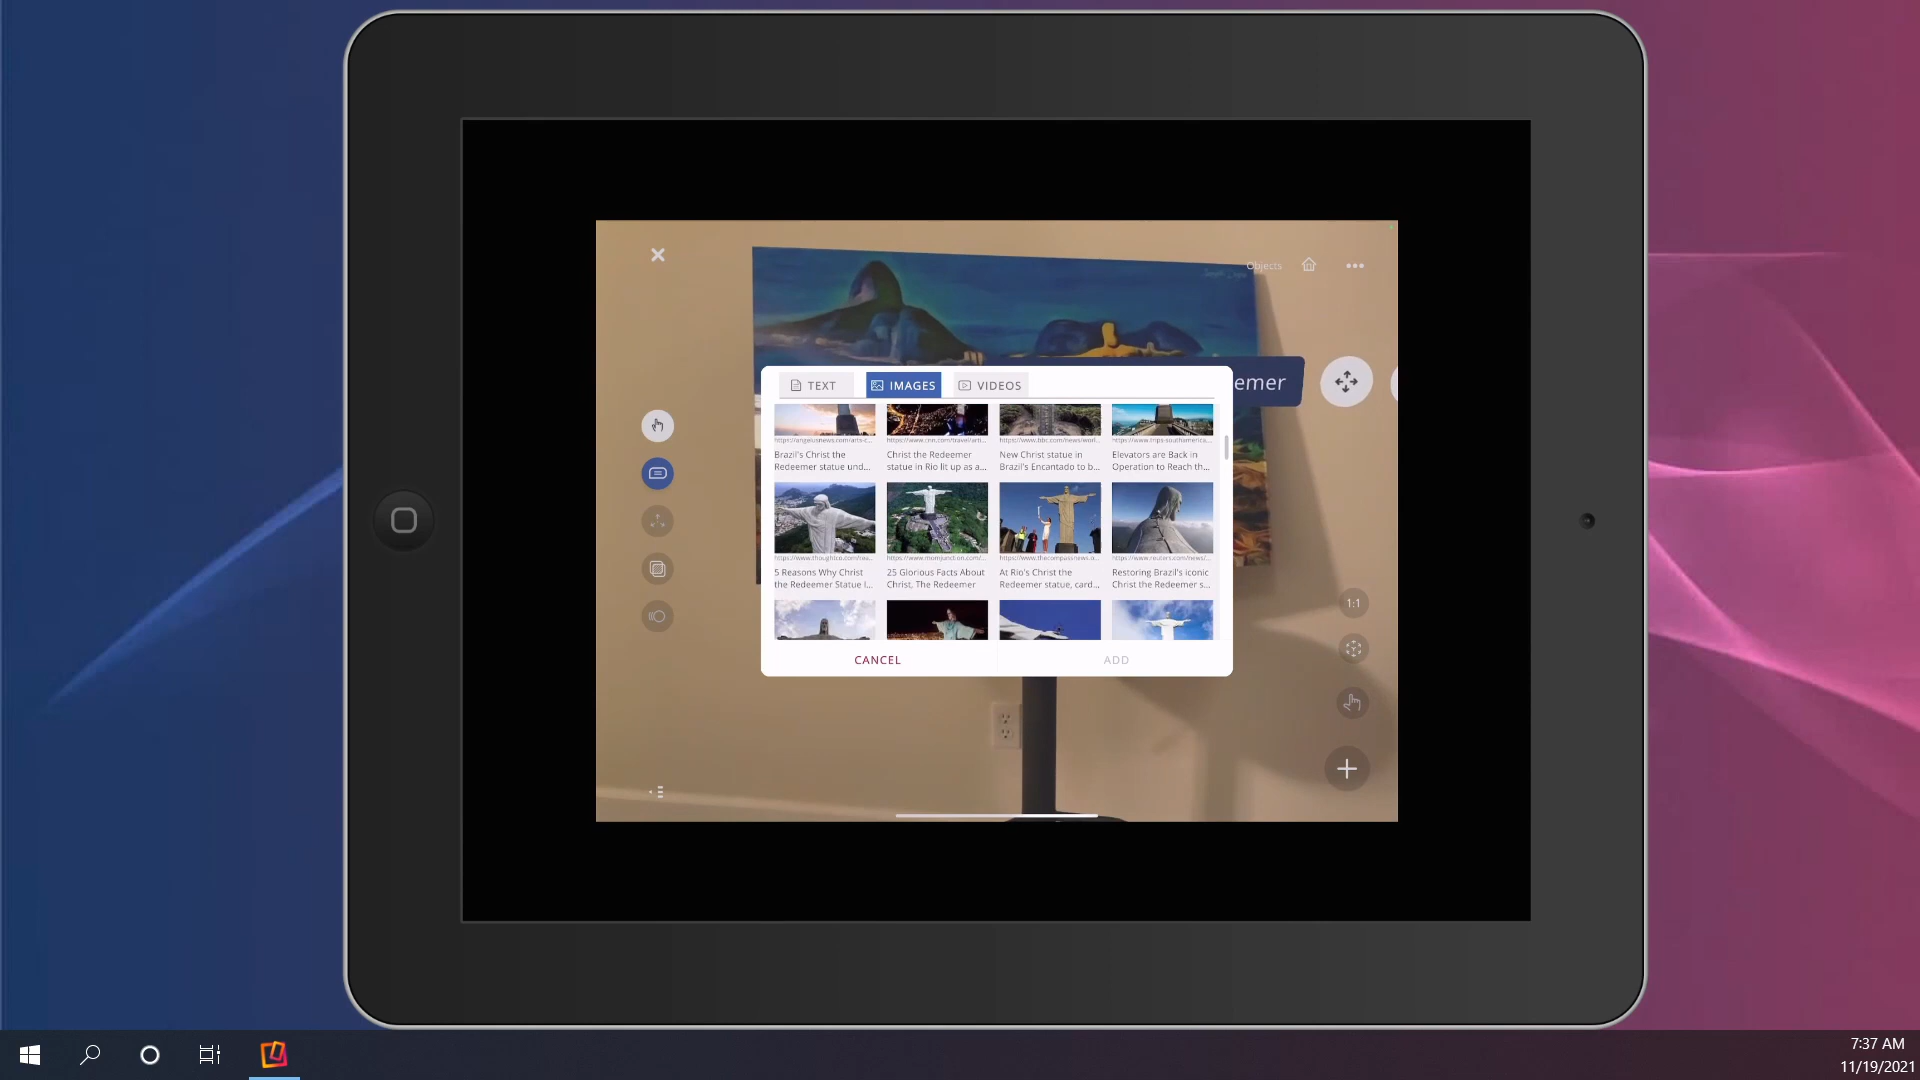 Objects
emer
TEXT
IMAGES
VIDEOS
Brazil's Christ the
Redeemer statue und...
Christ the Redeemer
statue in Rio lit up as a...
New Christ statue in
Brazil's Encantado to b...
Elevators are Back in
Operation to Reach th...
5 Reasons Why Christ
the Redeemer Statue I...
25 Glorious Facts About
Christ, The Redeemer
At Rio's Christ the
Redeemer statue, card...
Restoring Brazil's iconic
Christ the Redeemer s...
CANCEL
ADD
1:1
7:37 AM
11/19/2021